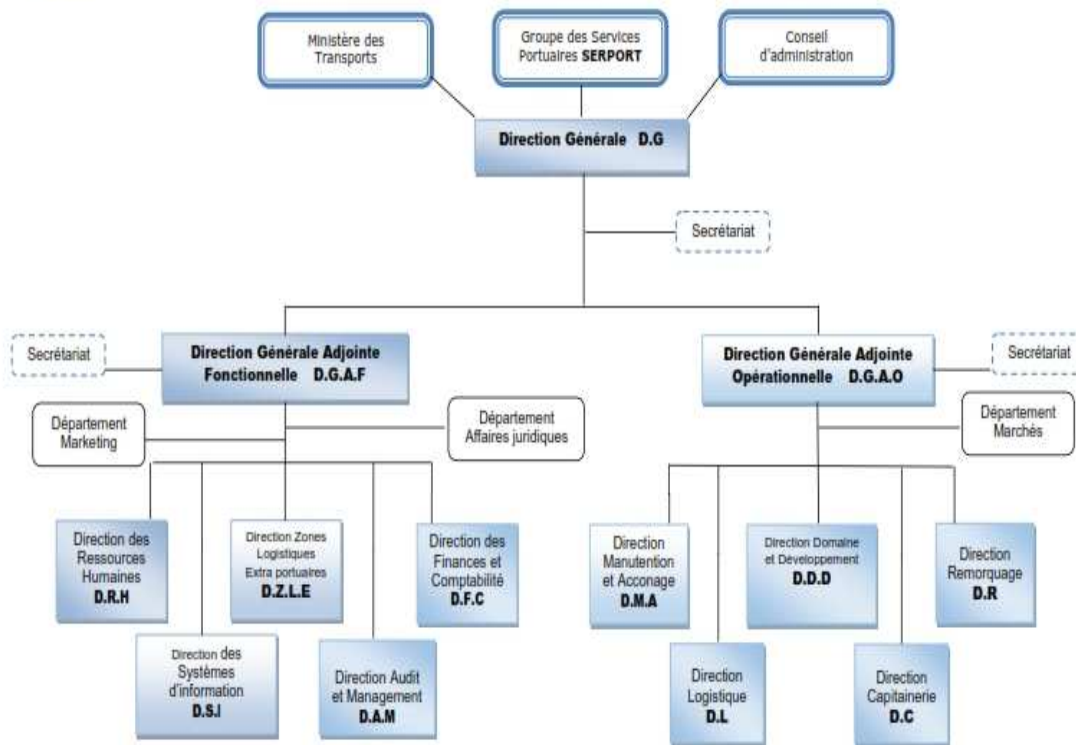 Ministère des
Transports
Groupe des Services
Portuaires SERPORT
Conseil
d'administration
Direction Générale D.G
Secrétariat
Secrétariat
Direction Générale Adjointe
Fonctionnelle D.G.A.F
Direction Générale Adjointe
Opérationnelle D.G.A.O
Secrétariat
Département
Marketing
Département
Affaires juridiques
Département
Marchés
Direction des
Ressources
Humaines
D.R.H
Direction Zones
Logistiques
Extra portuaires
D.Z.L.E
Direction des
Finances et
Comptabilité
D.F.C
Direction
Manutention
et Acconage
D.M.A
Direction Domaine
et Développement
D.D.D
Direction
Remorquage
D.R
Direction des
Systèmes
d'information
D.S.I
Direction Audit
et Management
D.A.M
Direction
Logistique
D.L
Direction
Capitainerie
D.C